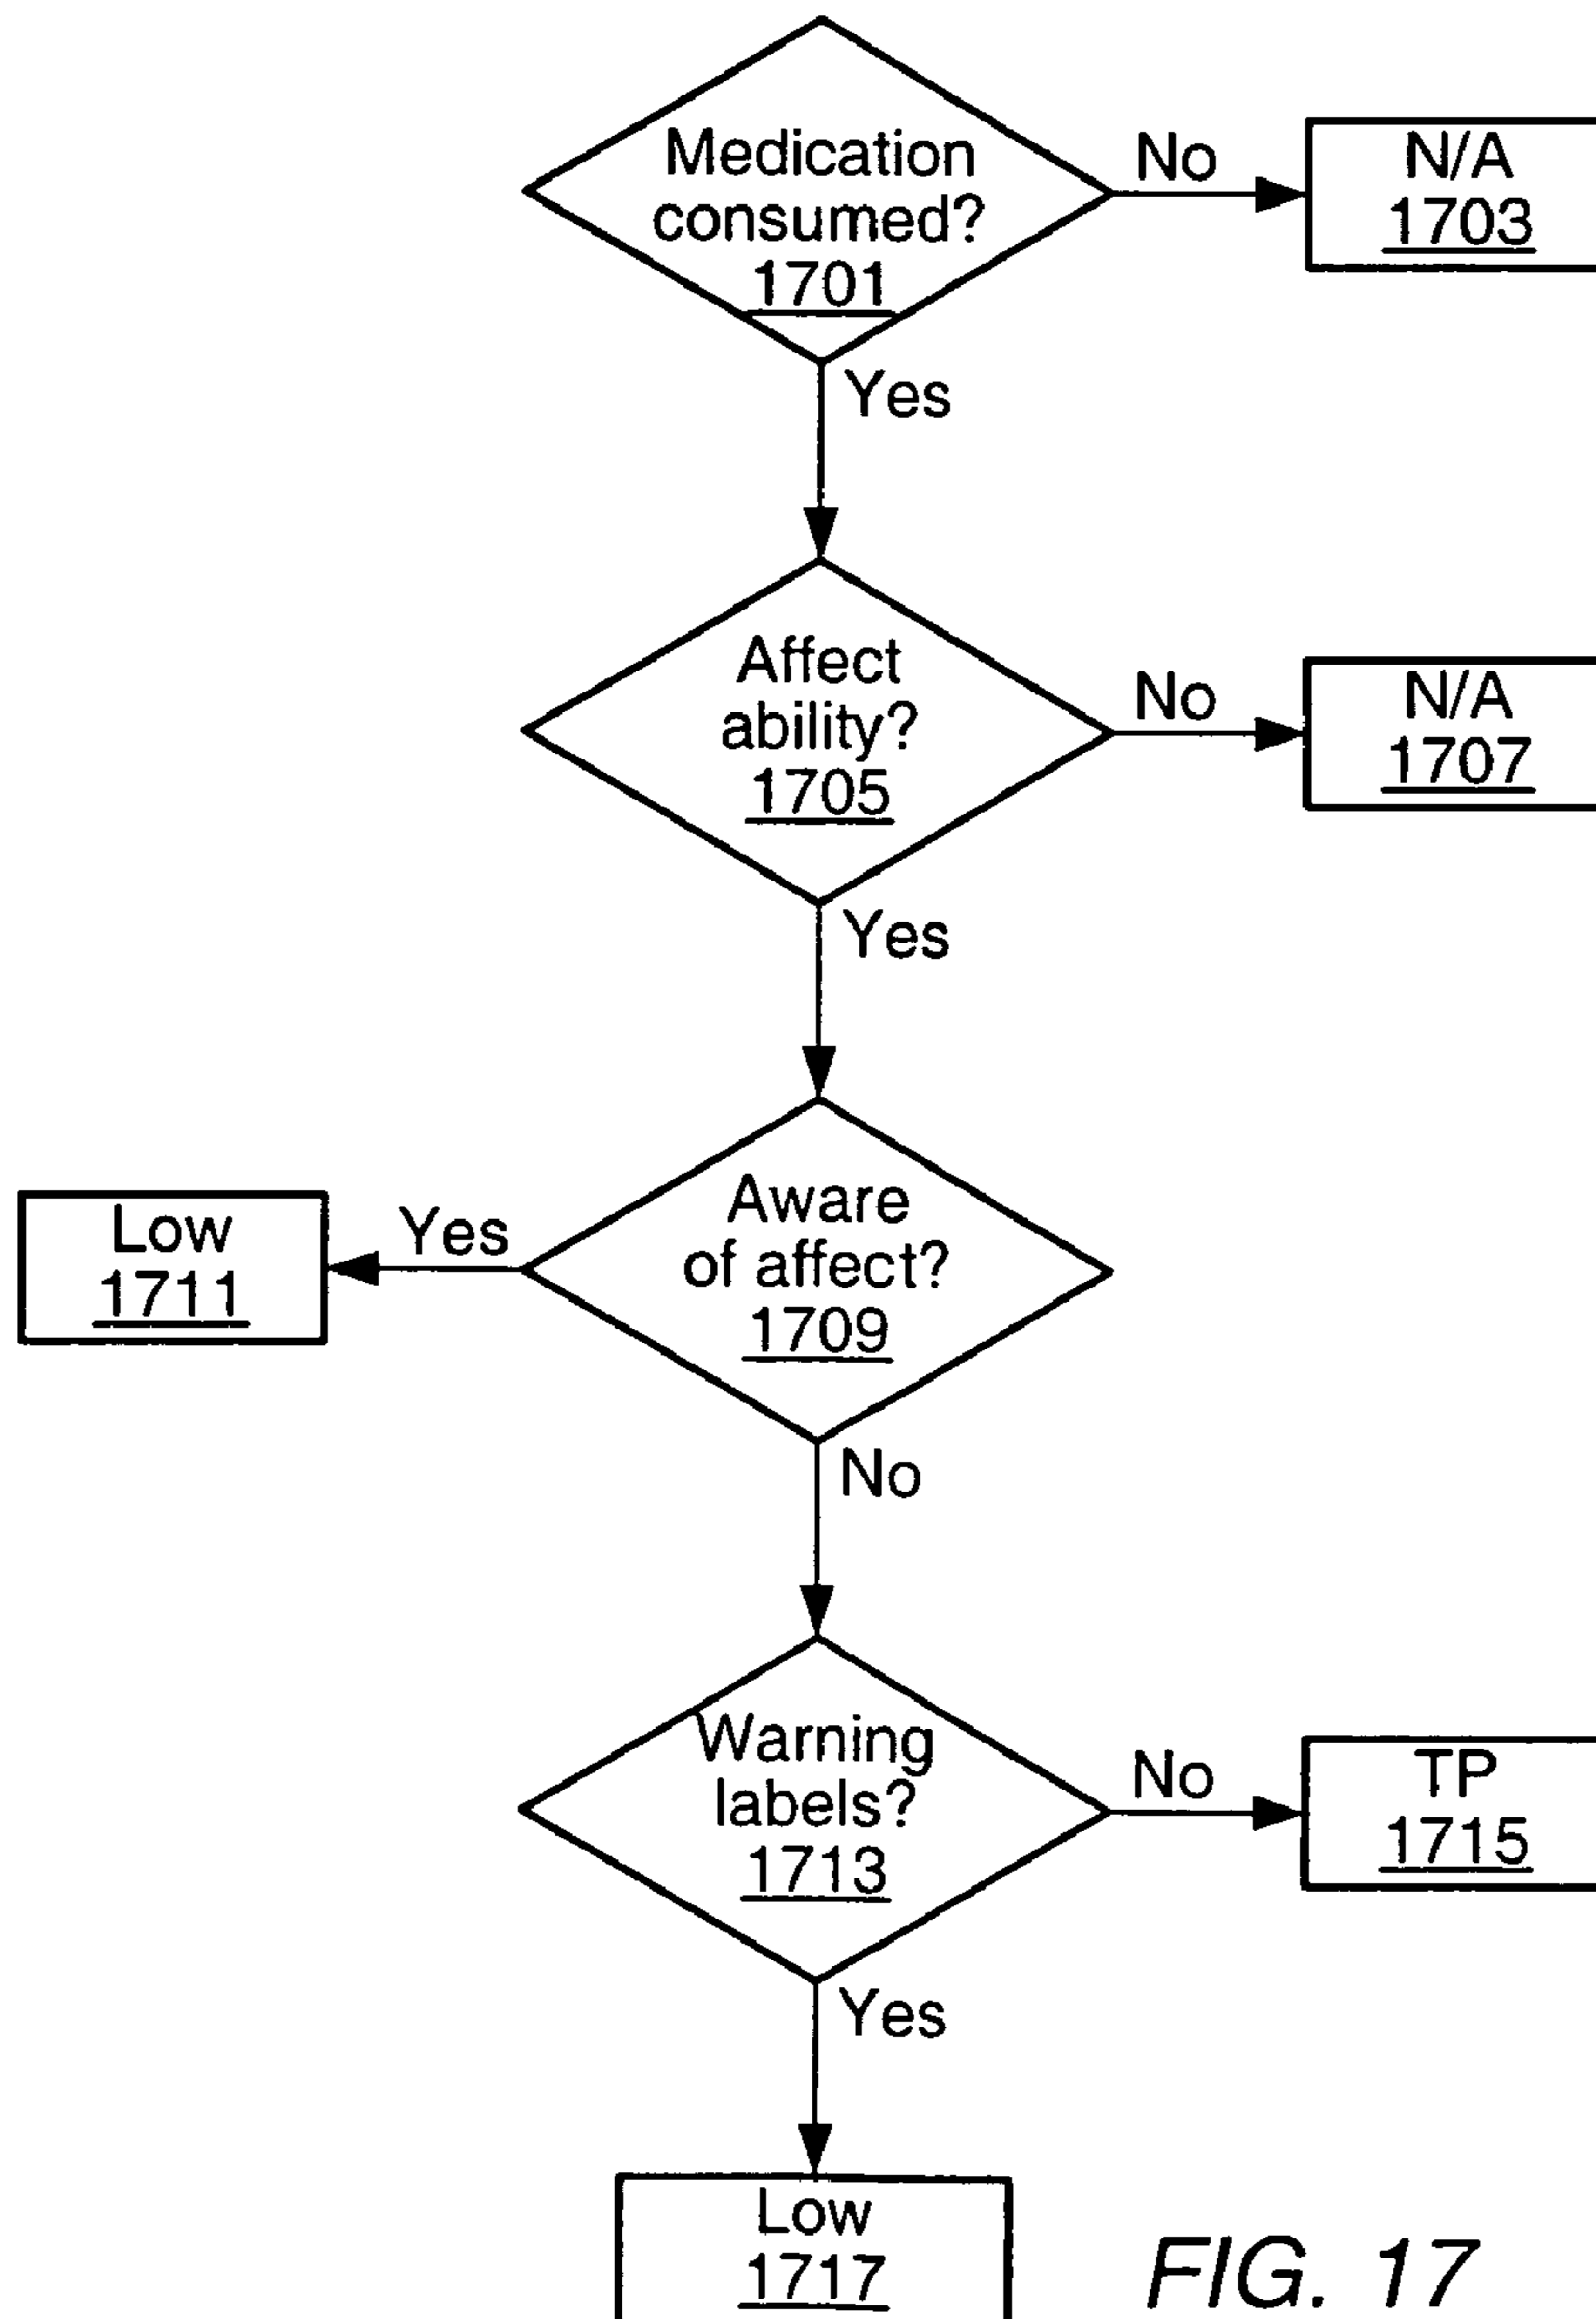 Medication
consumed?
1701
No
N/A
1703
Yes
Affect
ability?
1705
No
N/A
1707
Yes
Aware
of affect?
1709
Yes
Low
1711
No
Warning
labels?
1713
No
TP
1715
Yes
Low
1717
FIG. 17